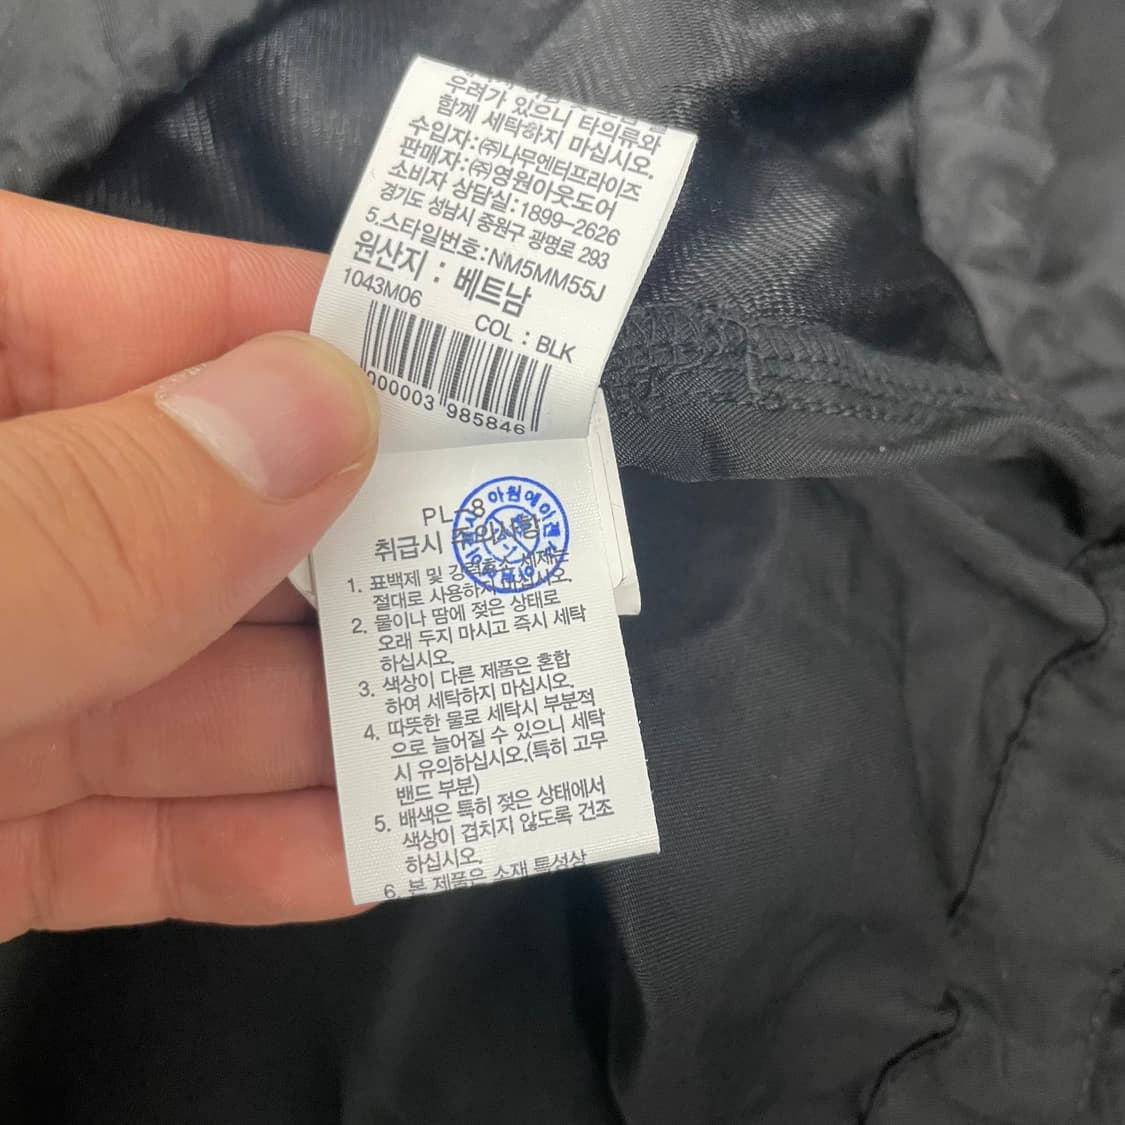 우려가 있으니 타의류와
함께 세탁하지 마십시오.
수입자:㈜나무엔터프라이즈
판매자:㈜영원아웃도어
소비자 상담실:1899-2626
경기도 성남시 중원구 광명로 293
5.스타일번호:NM5MM55J
원산지 : 베트남
1043M06
COL : BLK
000003 985846
PL-8
취급시 주의사항
1. 표백제 및 강알칼리 세제는
절대로 사용하지 마십시오.
2. 물이나 땀에 젖은 상태로
오래 두지 마시고 즉시 세탁
하십시오.
3. 색상이 다른 제품은 혼합
하여 세탁하지 마십시오.
4. 따뜻한 물로 세탁시 부분적
으로 늘어질 수 있으니 세탁
시 유의하십시오.(특히 고무
밴드 부분)
5. 배색은 특히 젖은 상태에서
색상이 겹치지 않도록 건조
하십시오.
6. 본 제품은 소재 특성상